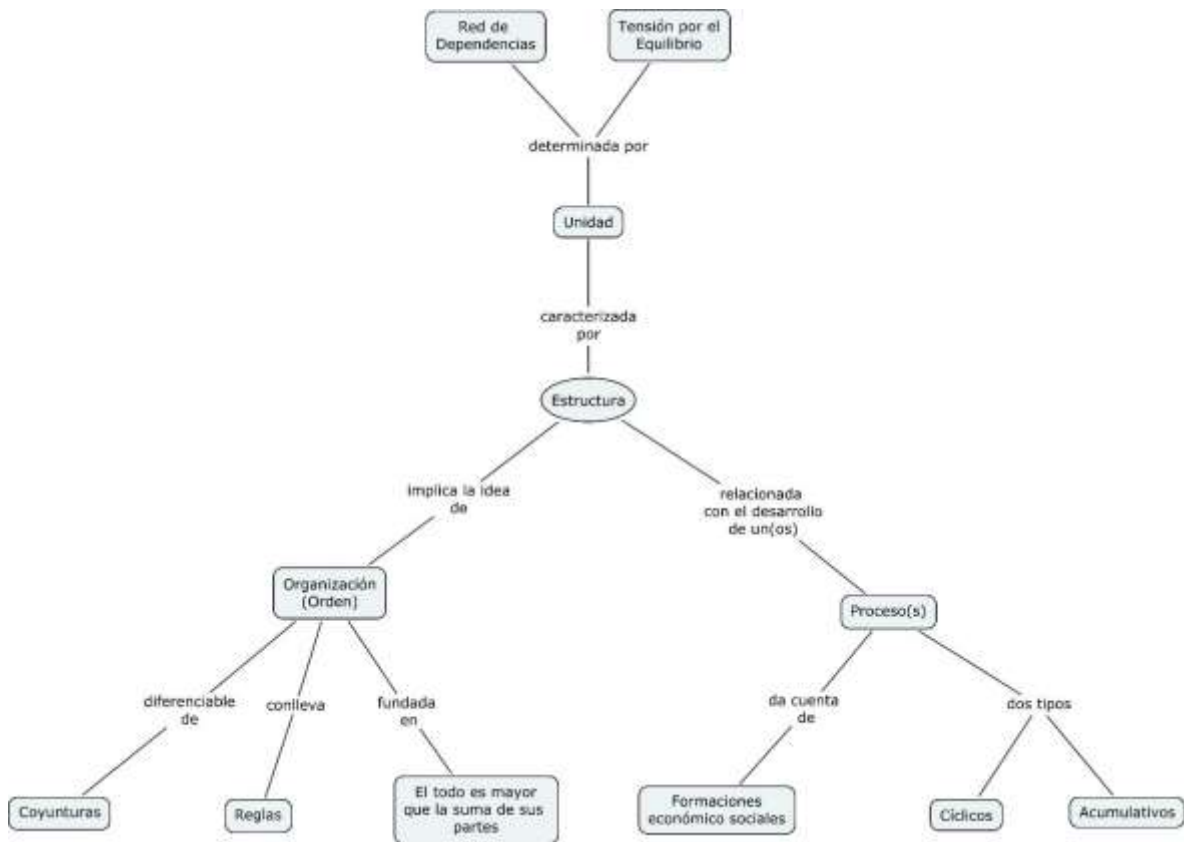 Red de
Dependencias
Tensión por el
Equilibrio
determinada por
Unidad
caracterizada
por
Estructura
implica la idea
de
relacionada
con el desarrollo
de un(os)
Organización
(Orden)
Proceso(s)
diferenciable
de
conlleva
fundada
en
da cuenta
de
dos tipos
Coyunturas
Reglas
El todo es mayor
que la suma de sus
partes
Formaciones
económico sociales
Cíclicos
Acumulativos